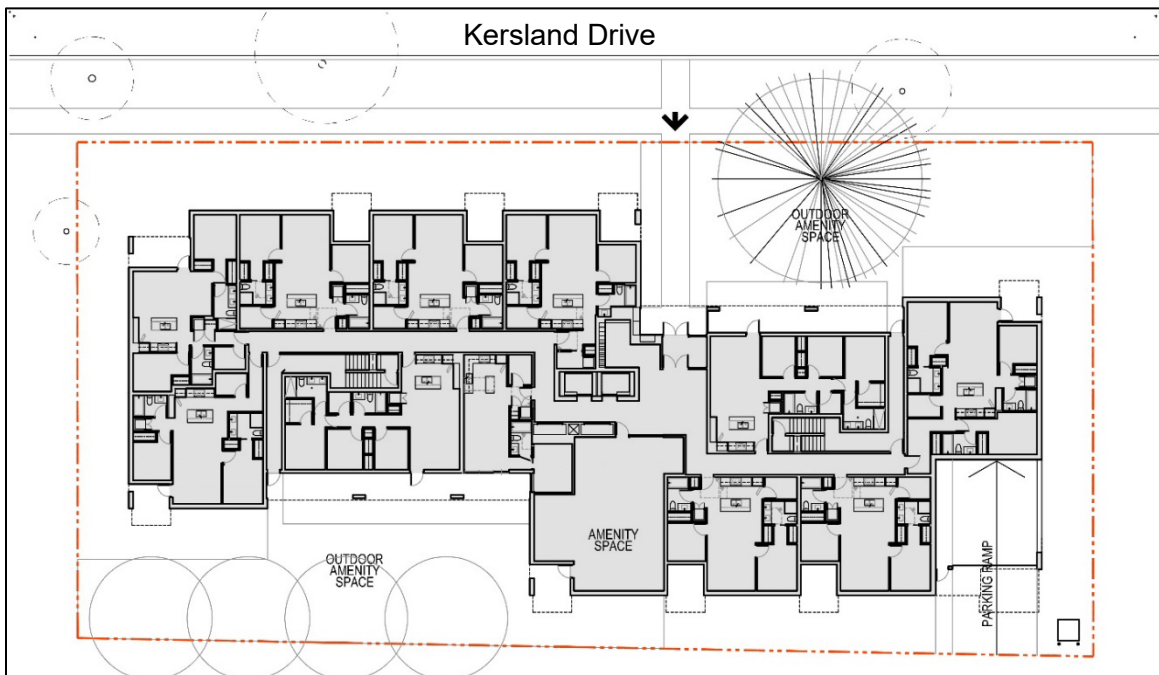 Kersland Drive
OUTDOOR
AMENITY
SPACE
AMENITY
SPACE
OUTDOOR
AMENITY
SPACE
PARKING RAMP